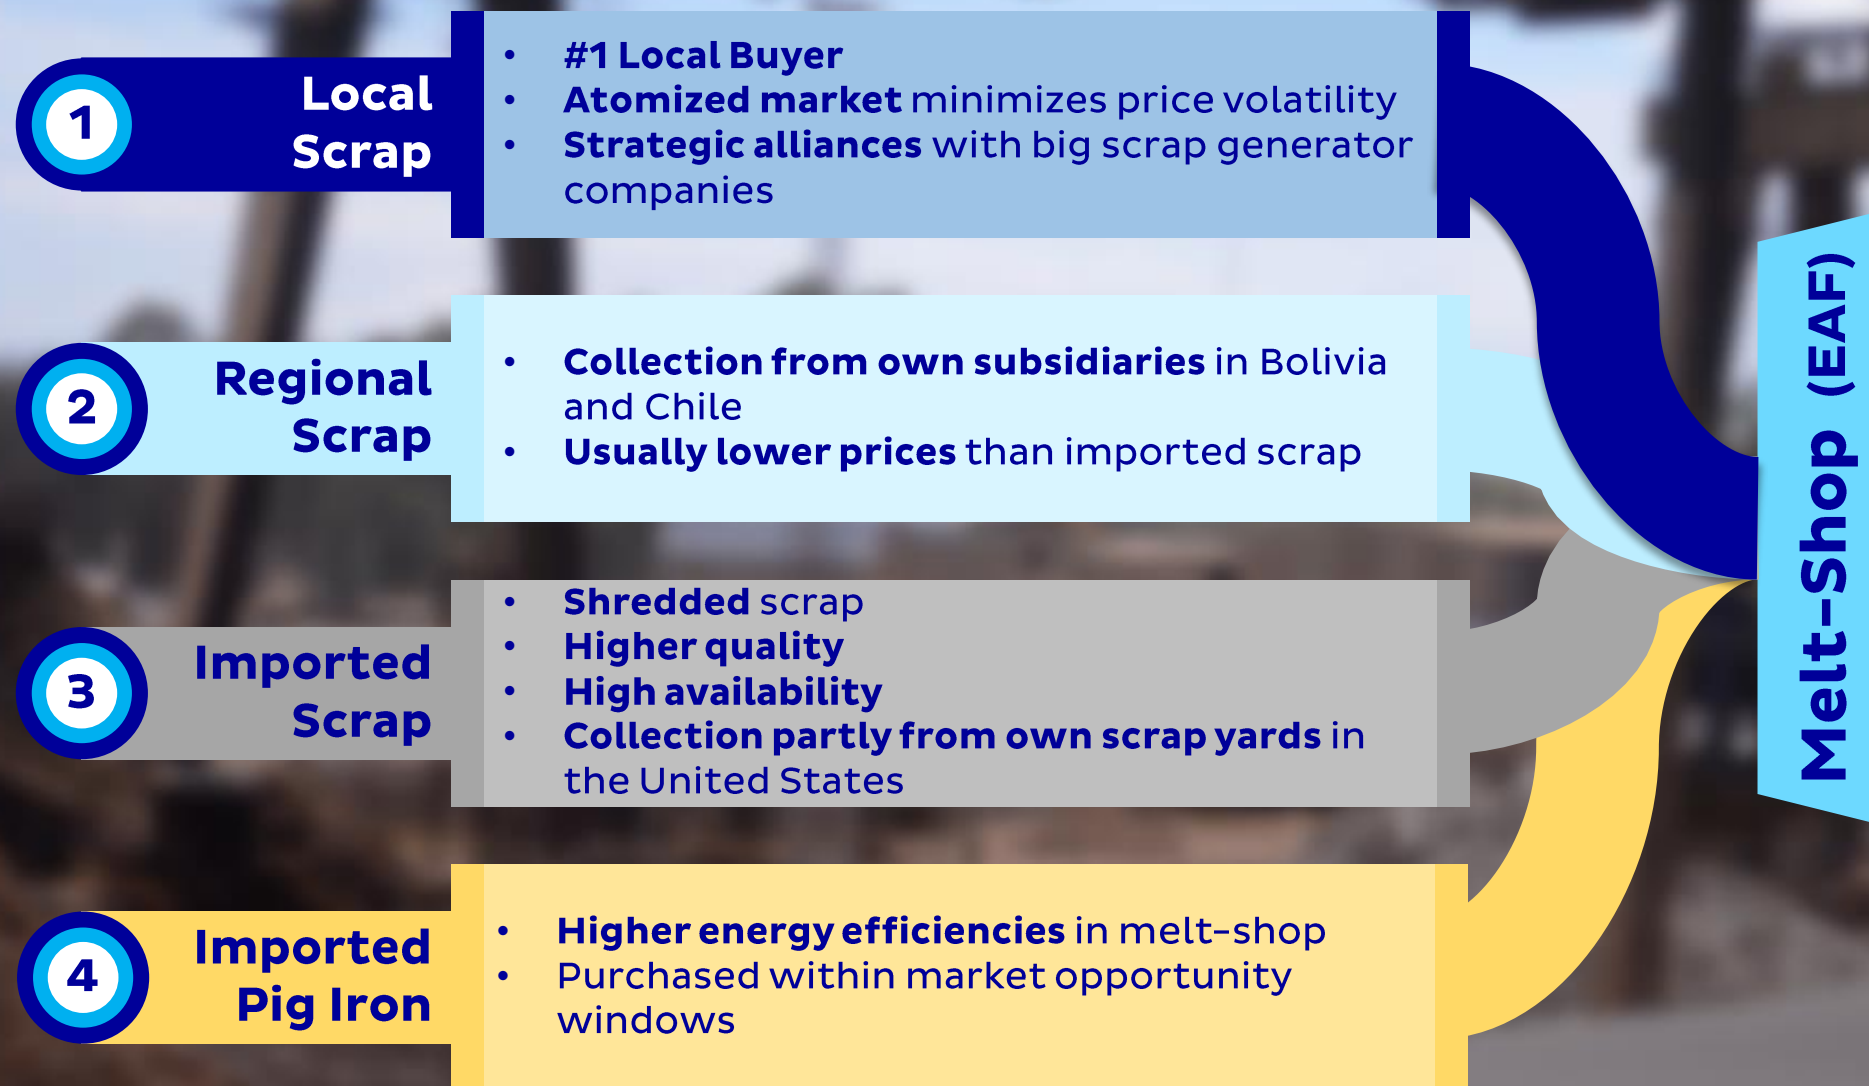 1
Local
Scrap
• #1 Local Buyer
• Atomized market minimizes price volatility
• Strategic alliances with big scrap generator
companies
2
Regional
Scrap
• Collection from own subsidiaries in Bolivia
and Chile
• Usually lower prices than imported scrap
3
Imported
Scrap
• Shredded scrap
• Higher quality
• High availability
• Collection partly from own scrap yards in
the United States
4
Imported
Pig Iron
• Higher energy efficiencies in melt-shop
• Purchased within market opportunity
windows
Melt-Shop (EAF)